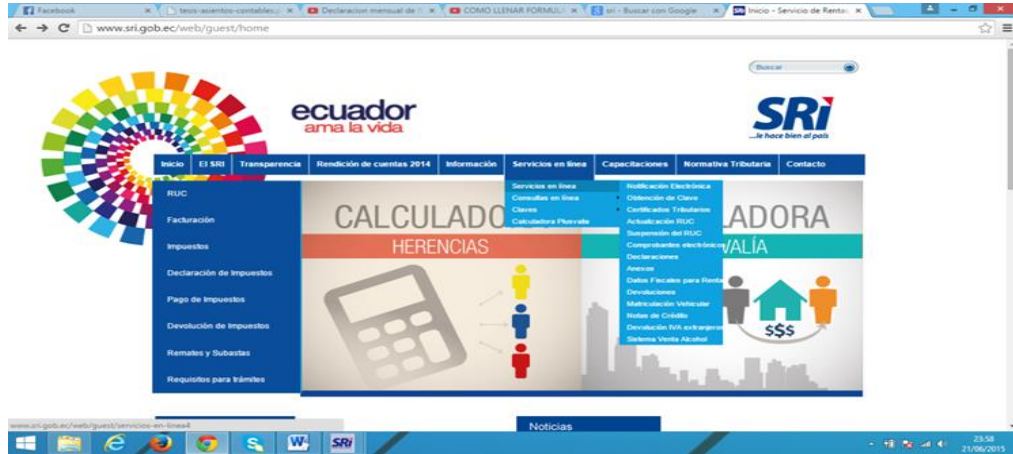 Facebook
tesis-asientos-contables.
Declaracion mensual de
COMO LLENAR FORMUL
sri - Buscar con Google
Inicio - Servicio de Rentas
www.sri.gob.ec/web/guest/home
Buscar
ecuador
ama la vida
SRi
...le hace bien al país
Inicio El SRI Transparencia Rendición de cuentas 2014 Información Servicios en línea Capacitaciones Normativa Tributaria Contacto
RUC
Facturación
Impuestos
Declaración de Impuestos
Pago de Impuestos
Devolución de Impuestos
Remates y Subastas
Requisitos para trámites
Servicios en línea
Consultas en línea
Claves
Calculadora Plusvalía
Notificación Electrónica
Obtención de Clave
Certificados Tributarios
Actualización RUC
Suspensión del RUC
Comprobantes electrónicos
Declaraciones
Anexos
Datos Fiscales para Renta
Devoluciones
Matriculación Vehicular
Notas de Crédito
Devolución IVA extranjeros
Sistema Venta Alcohol
CALCULADO
HERENCIAS
LADORA
VALÍA
$$$
Noticias
www.sri.gob.ec/web/guest/servicios-en-linea4
SRi
23:58
21/06/2015